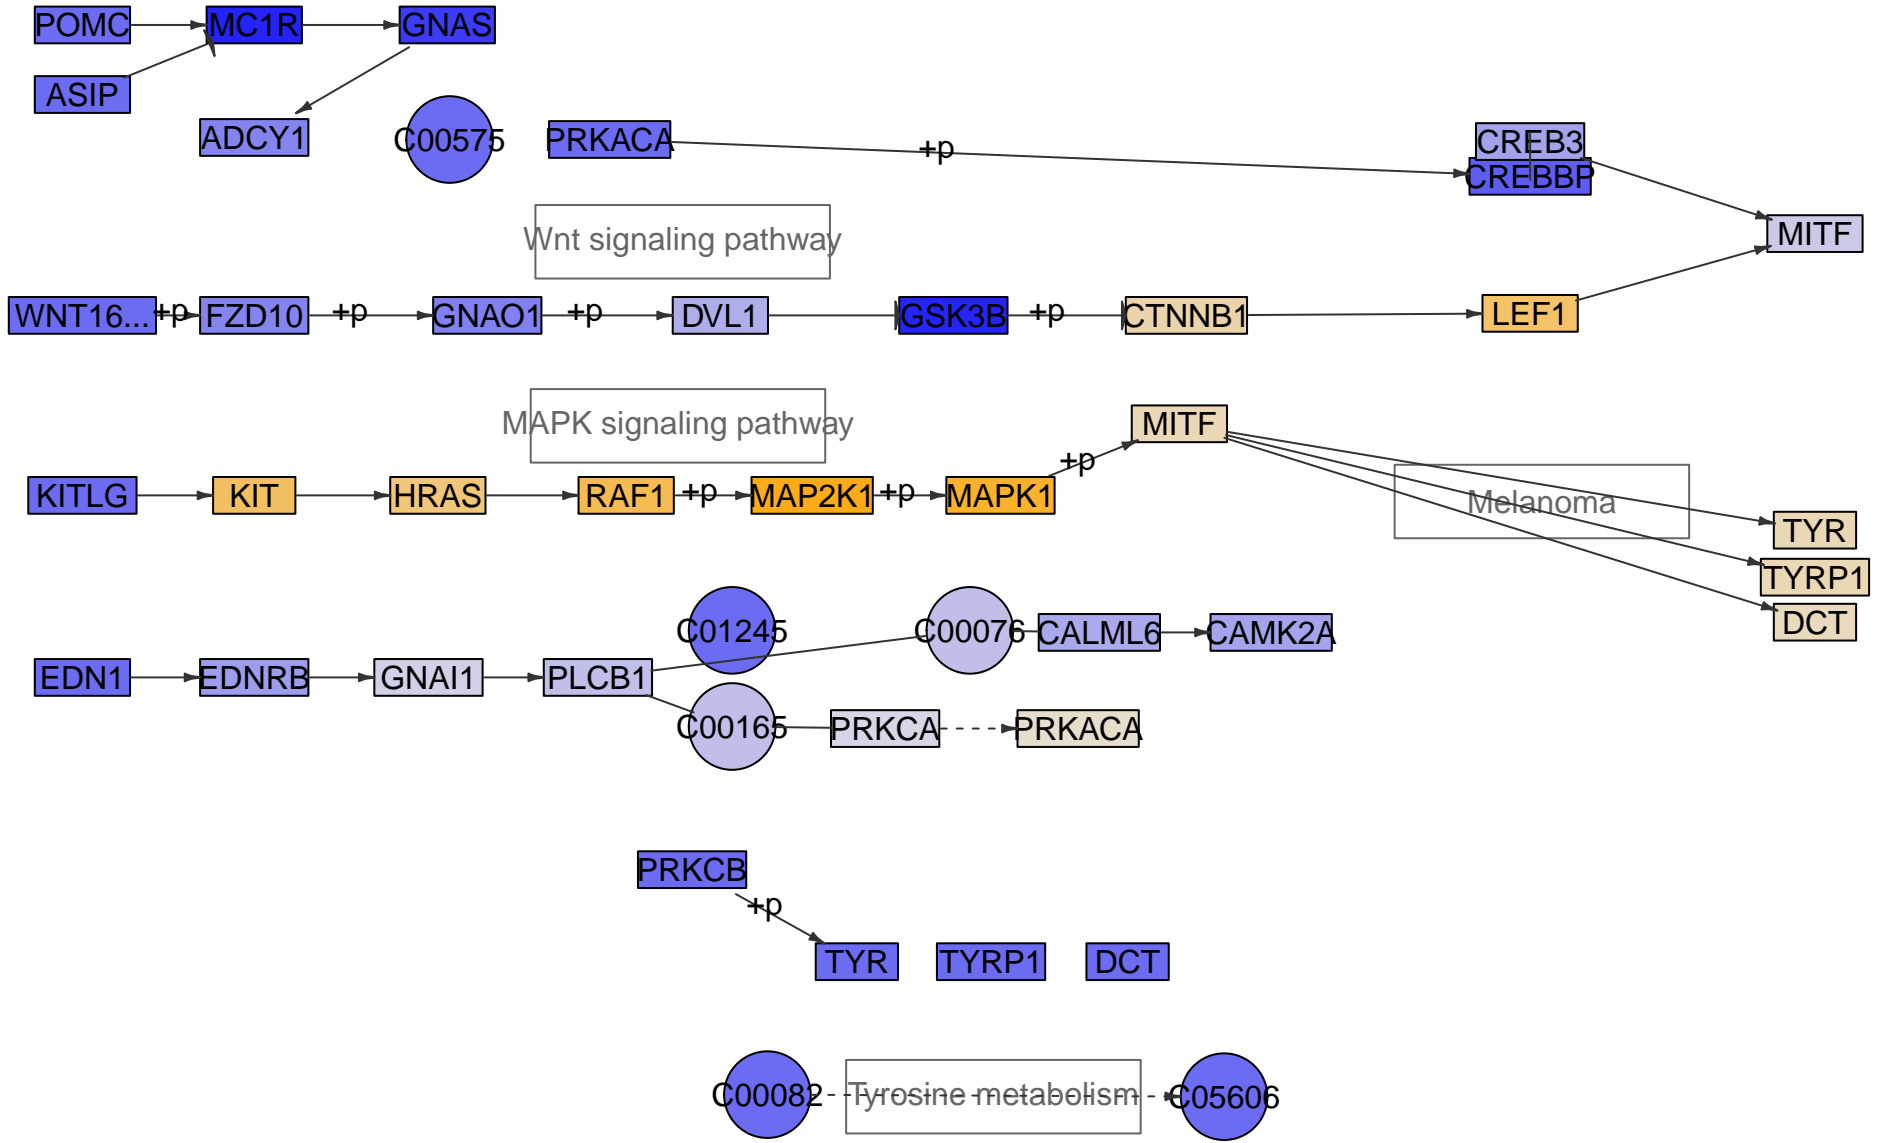 POMC
MC1R
GNAS
ASIP
ADCY1
C00575
PRKACA
+p
CREB3
CREBBP
MITF
Wnt signaling pathway
WNT16...
+p
FZD10
+p
GNAO1
+p
DVL1
GSK3B
+p
CTNNB1
LEF1
MAPK signaling pathway
MITF
+p
KITLG
KIT
HRAS
RAF1
+p
MAP2K1
+p
MAPK1
Melanoma
TYR
TYRP1
DCT
C01245
C00076
CALML6
CAMK2A
EDN1
EDNRB
GNAI1
PLCB1
C00165
PRKCA
PRKACA
PRKCB
+p
TYR
TYRP1
DCT
C00082
Tyrosine metabolism
C05606